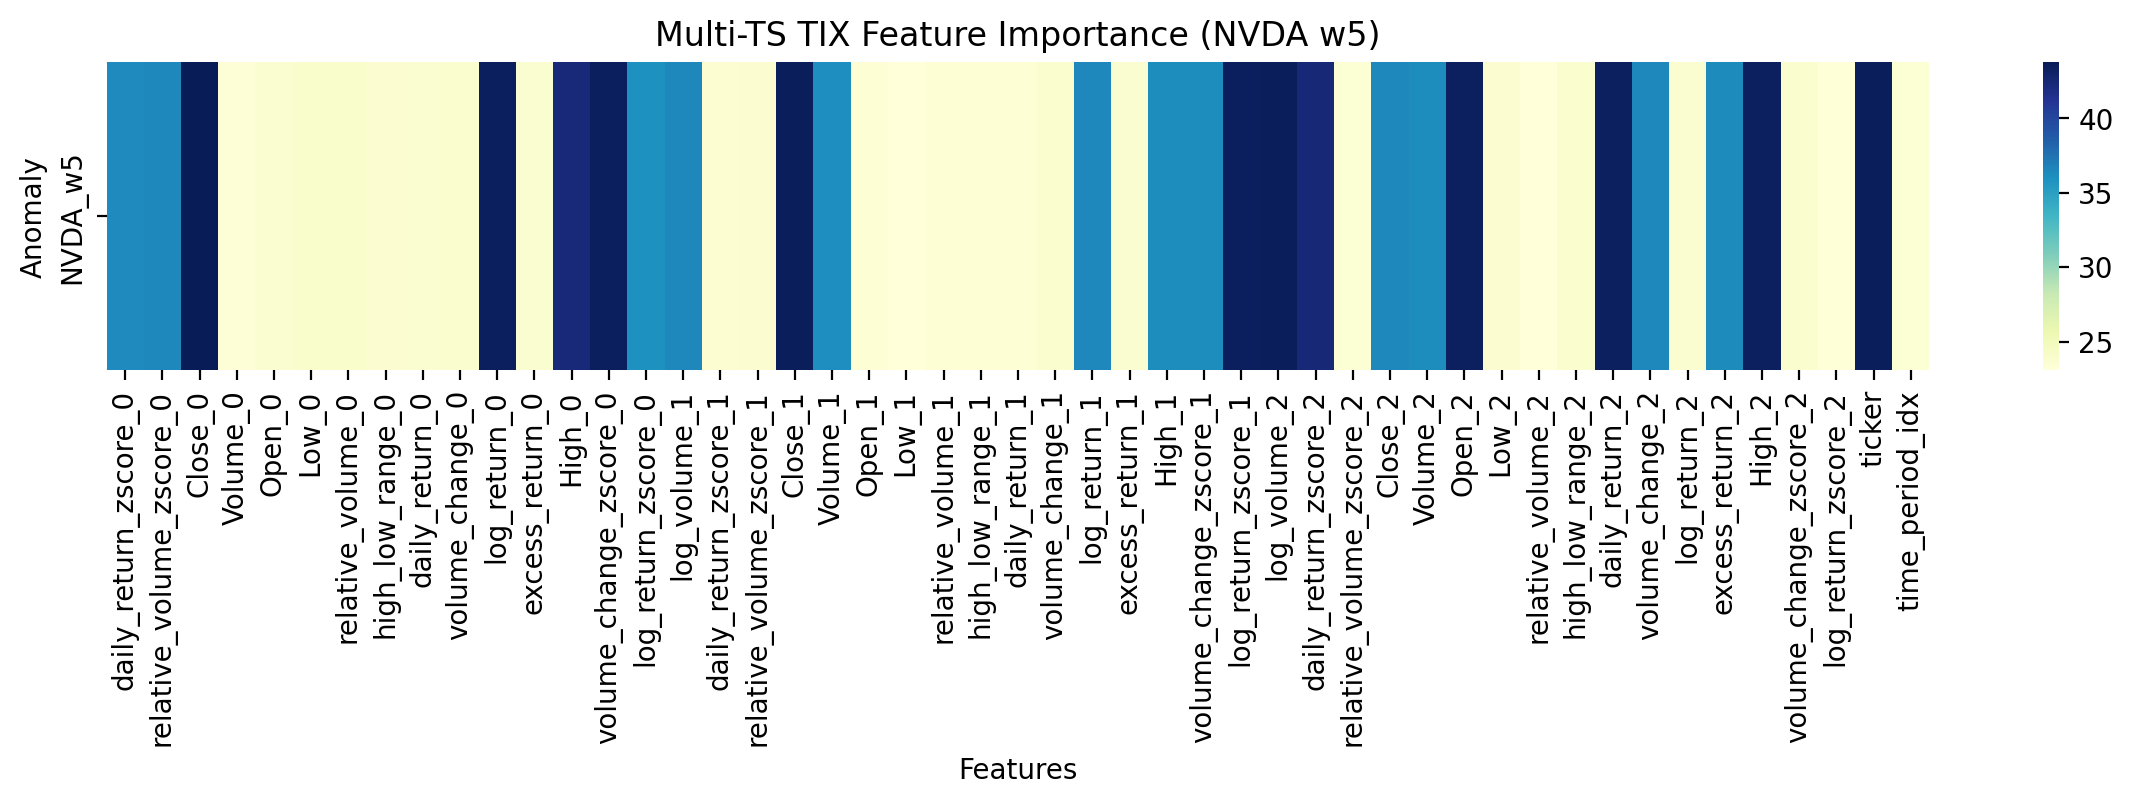 Multi-TS TIX Feature Importance (NVDA w5)
Anomaly
NVDA_w5
40
35
30
25
daily_return_zscore_0
relative_volume_zscore_0
Close_0
Volume_0
Open_0
Low_0
relative_volume_0
high_low_range_0
daily_return_0
volume_change_0
log_return_0
excess_return_0
High_0
volume_change_zscore_0
log_return_zscore_0
log_volume_1
daily_return_zscore_1
relative_volume_zscore_1
Close_1
Volume_1
Open_1
Low_1
relative_volume_1
high_low_range_1
daily_return_1
volume_change_1
log_return_1
excess_return_1
High_1
volume_change_zscore_1
log_return_zscore_1
log_volume_2
daily_return_zscore_2
relative_volume_zscore_2
Close_2
Volume_2
Open_2
Low_2
relative_volume_2
high_low_range_2
daily_return_2
volume_change_2
log_return_2
excess_return_2
High_2
volume_change_zscore_2
log_return_zscore_2
ticker
time_period_idx
Features